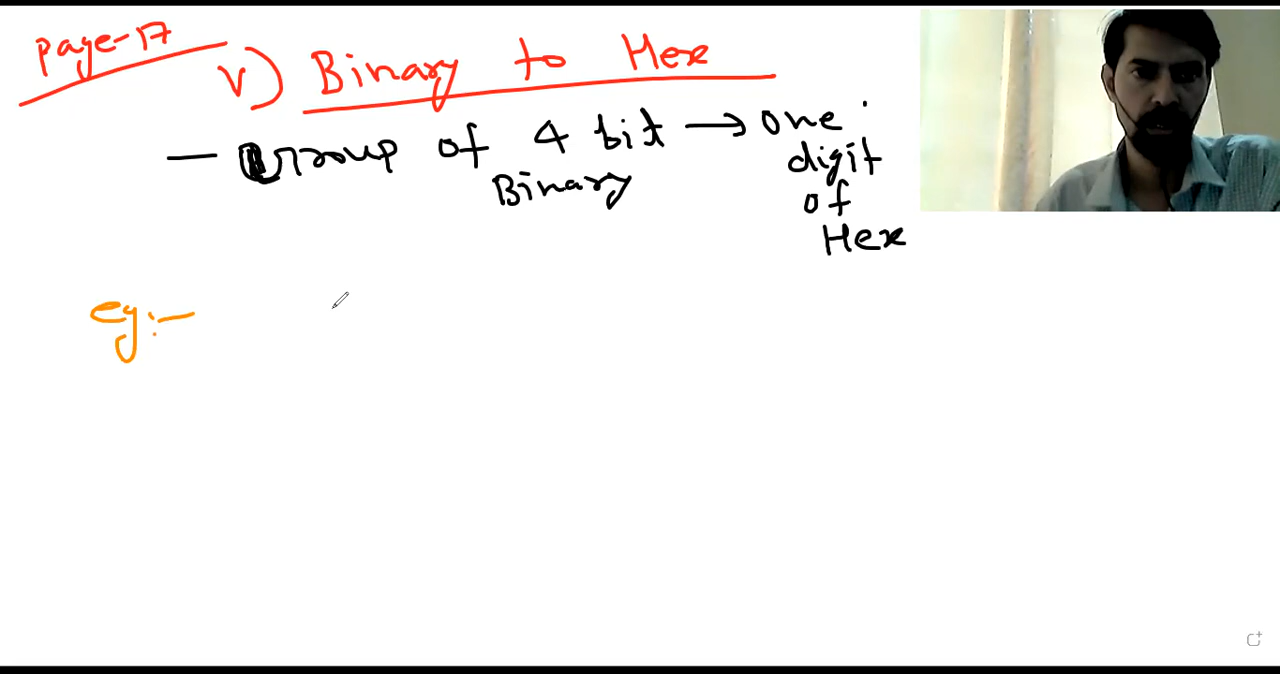 page-17
v) Binary to Hex
— Group of 4 bit → one
Binary
digit
of
Hex
eg:-